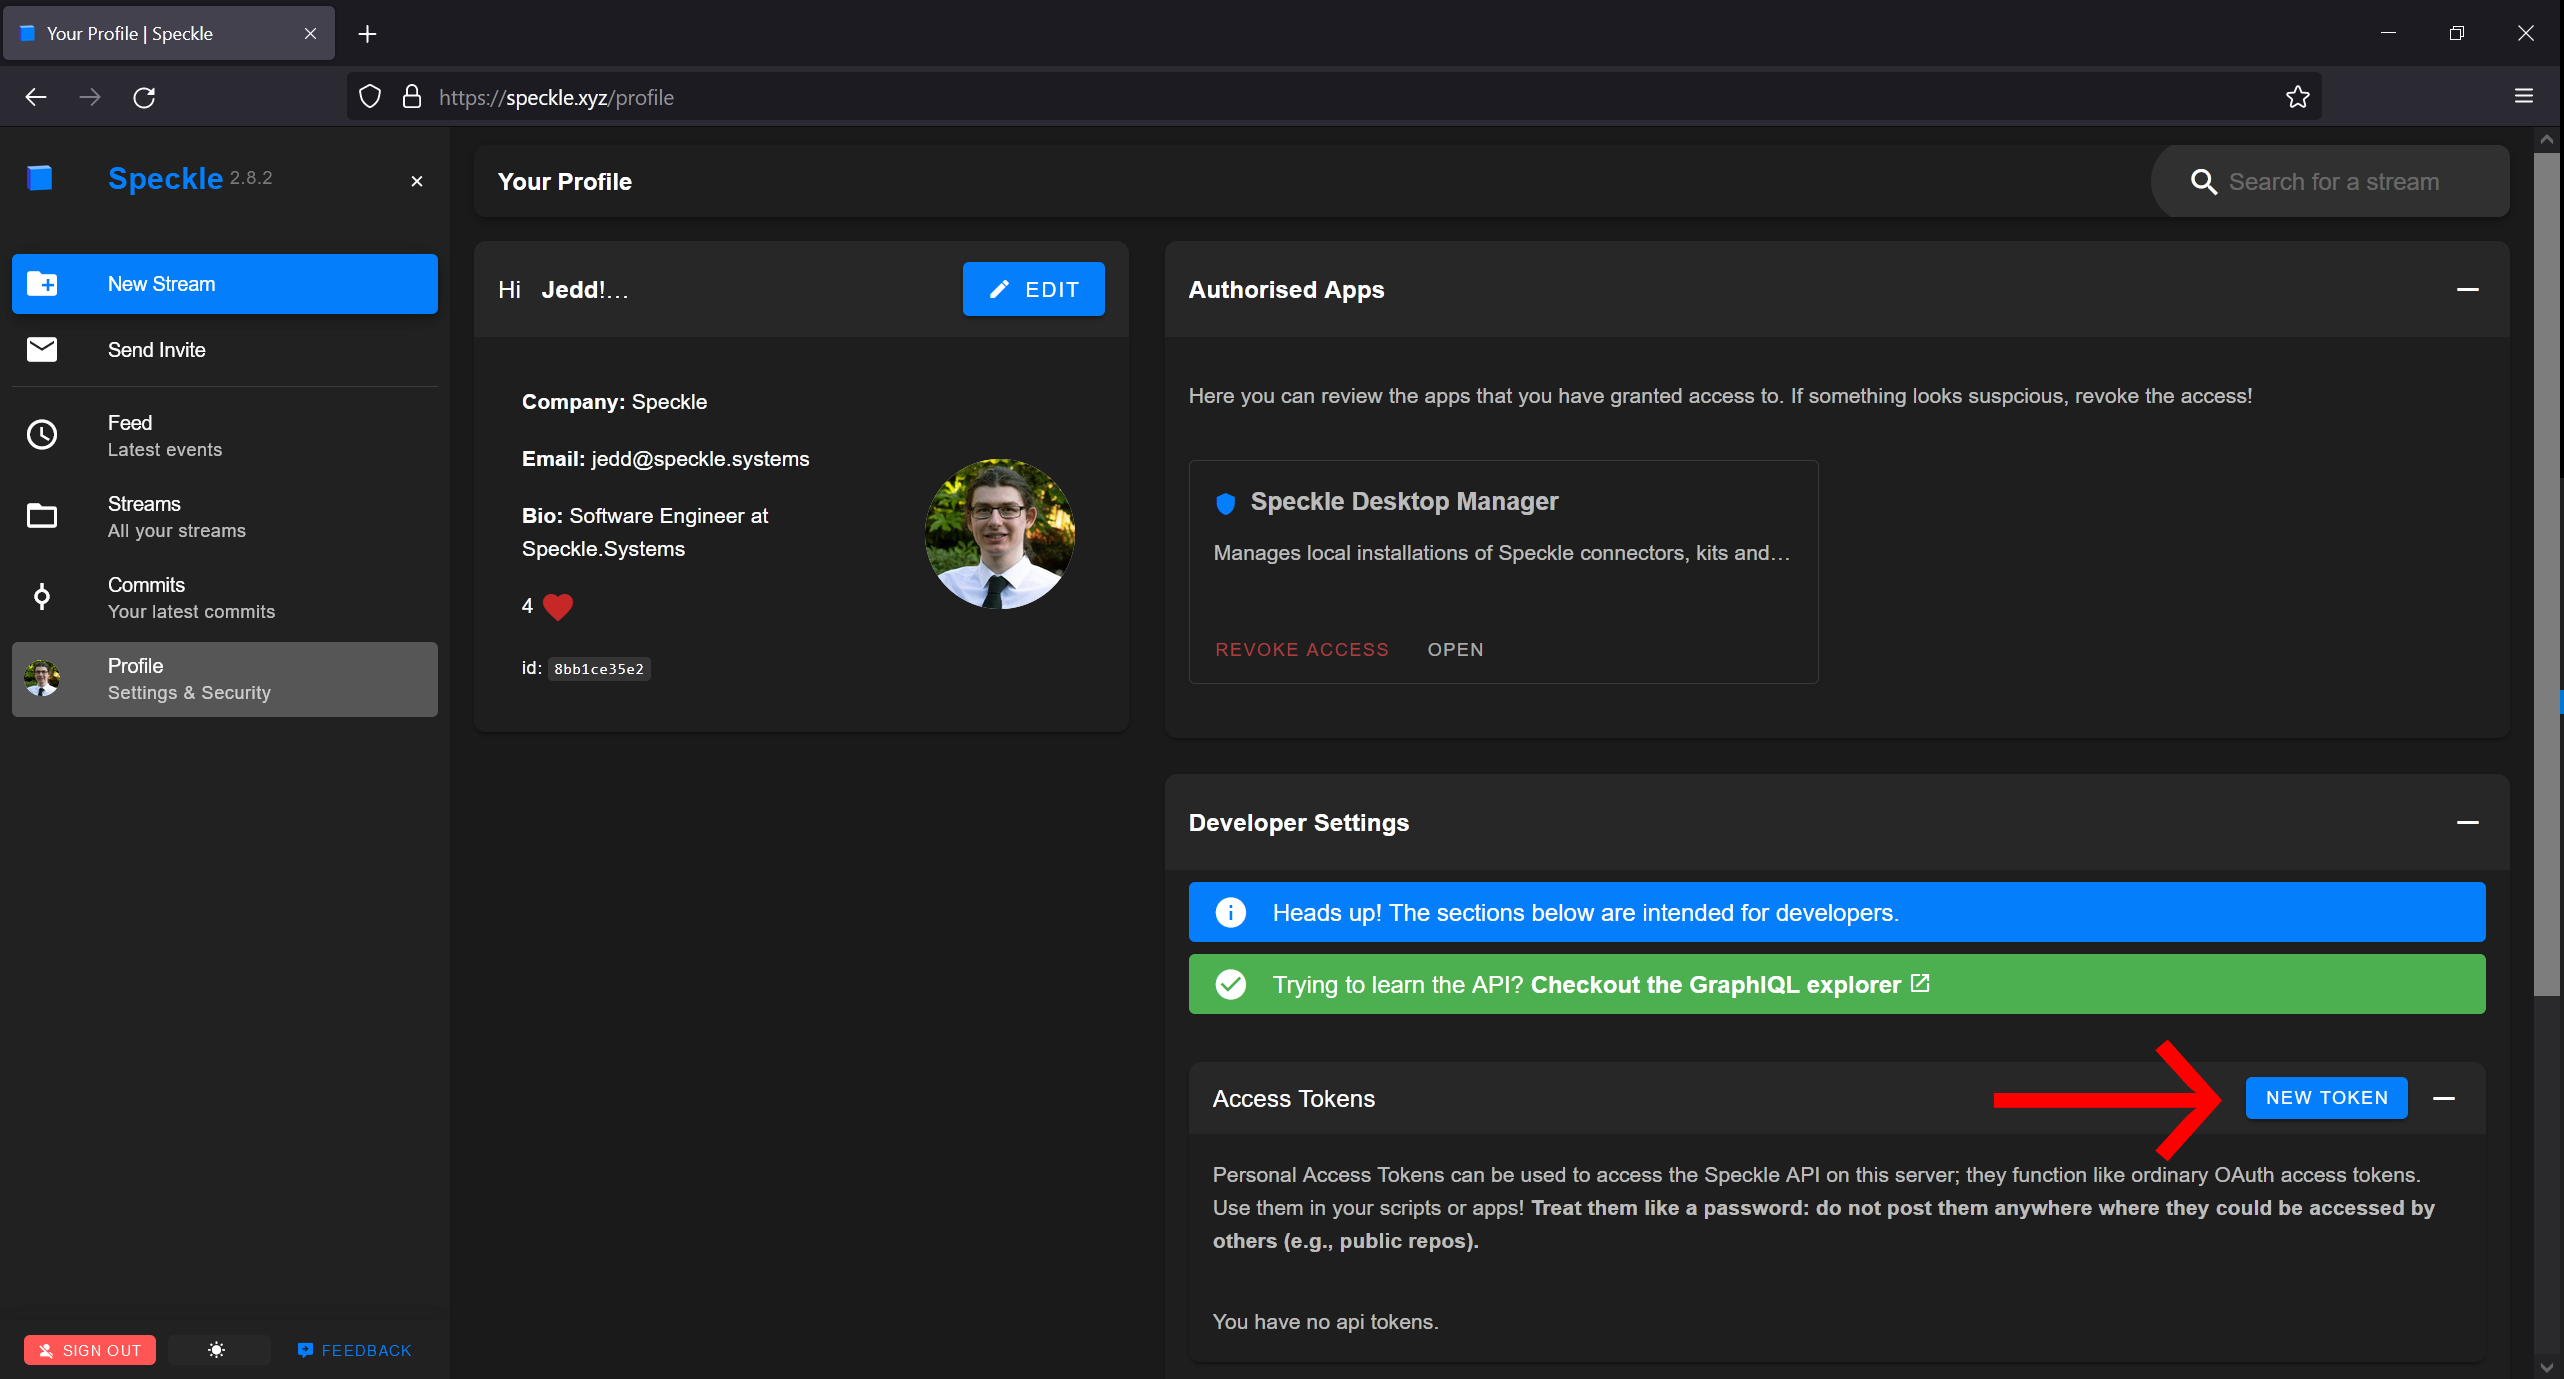 Your Profile | Speckle
https://speckle.xyz/profile
Speckle 2.8.2
New Stream
Send Invite
Feed
Latest events
Streams
All your streams
Commits
Your latest commits
Profile
Settings & Security
SIGN OUT
FEEDBACK
Your Profile
Search for a stream
Hi Jedd!...
EDIT
Company: Speckle
Email: jedd@speckle.systems
Bio: Software Engineer at
Speckle.Systems
4
id: 8bb1ce35e2
Authorised Apps
Here you can review the apps that you have granted access to. If something looks suspcious, revoke the access!
Speckle Desktop Manager
Manages local installations of Speckle connectors, kits and...
REVOKE ACCESS OPEN
Developer Settings
Heads up! The sections below are intended for developers.
Trying to learn the API? Checkout the GraphIQL explorer
Access Tokens
NEW TOKEN
Personal Access Tokens can be used to access the Speckle API on this server; they function like ordinary OAuth access tokens.
Use them in your scripts or apps! Treat them like a password: do not post them anywhere where they could be accessed by
others (e.g., public repos).
You have no api tokens.